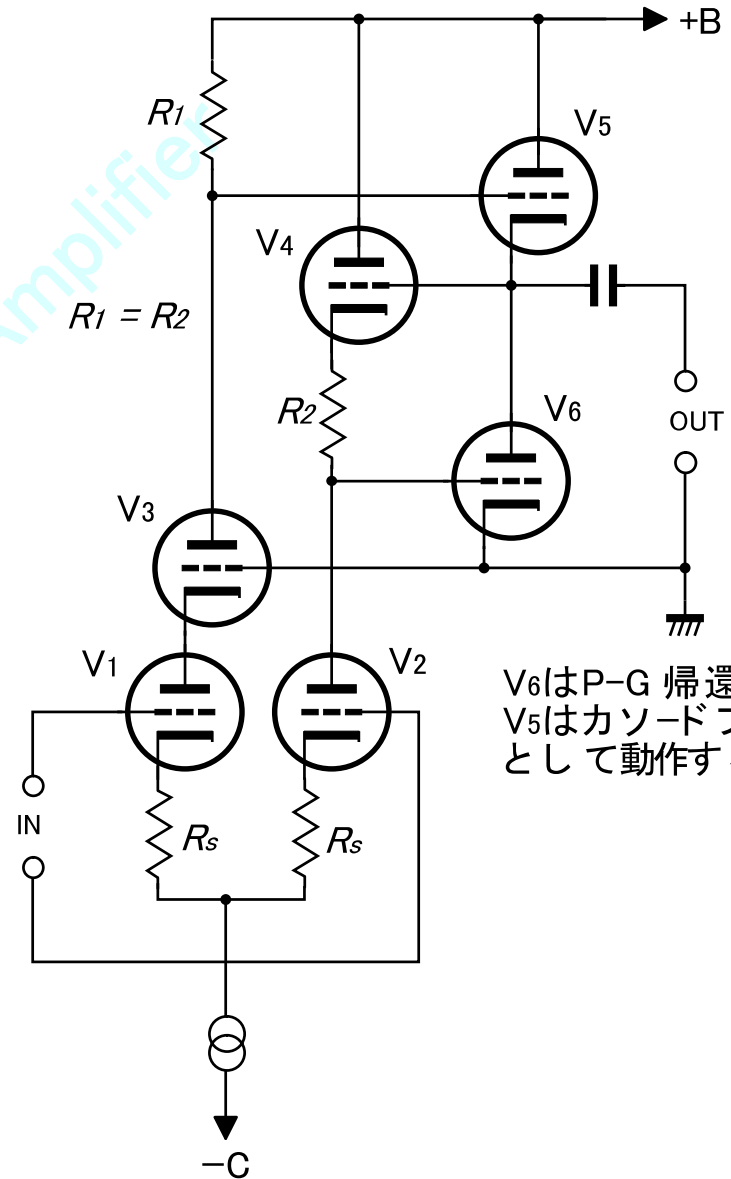 +B
R1
V5
V4
R1 = R2
R2
V6
OUT
V3
V1
V2
V6はP-G 帰還
V5はカソード
として動作す
IN
Rs
Rs
-C
Amplifier